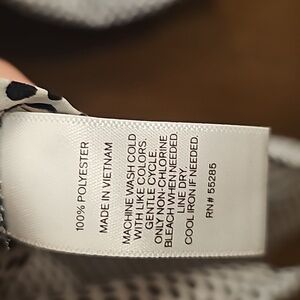 100% POLYESTER
MADE IN VIETNAM
MACHINE WASH COLD
WITH LIKE COLORS.
GENTLE CYCLE.
ONLY NON-CHLORINE
BLEACH WHEN NEEDED.
LINE DRY.
COOL IRON IF NEEDED.
RN# 55285